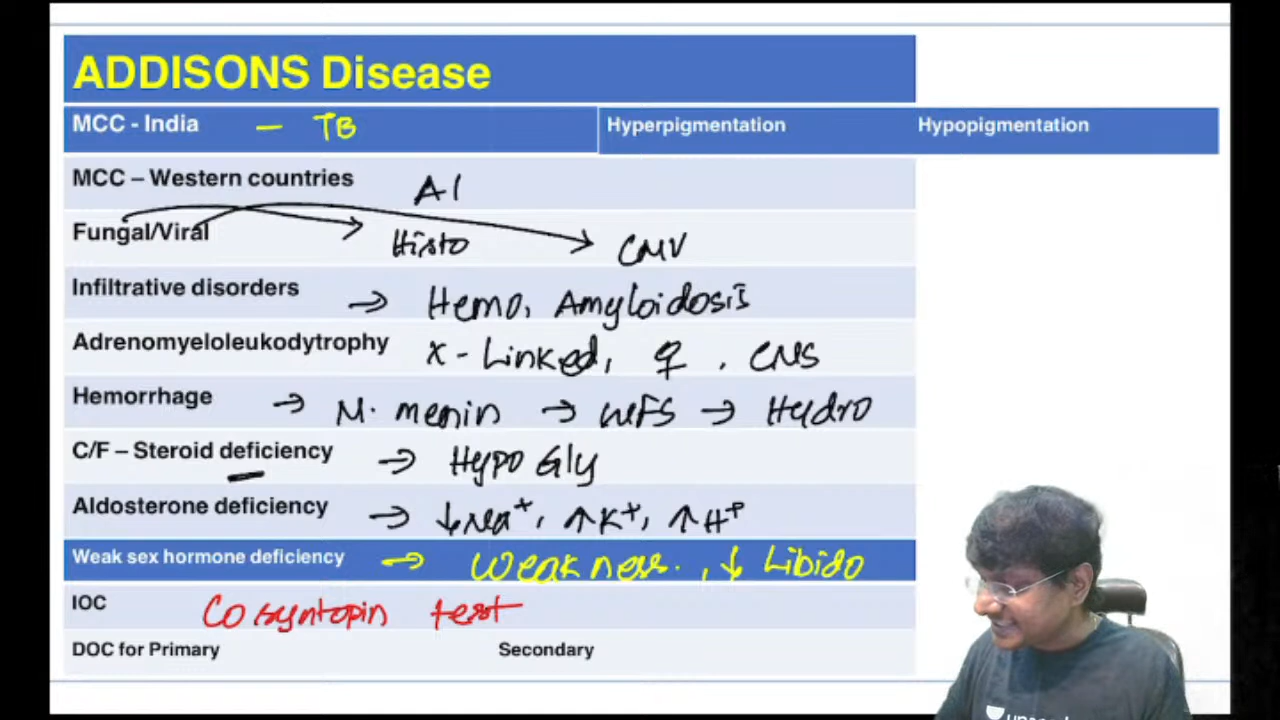 ADDISONS Disease
MCC - India – TB Hyperpigmentation Hypopigmentation
MCC – Western countries AI
Fungal/Viral Histo CMV
Infiltrative disorders → Hemo, Amyloidosis
Adrenomyeloleukodytrophy X-Linked, ♀, CNS
Hemorrhage → N. menin → WFS → Hydro
C/F – Steroid deficiency → Hypo Gly
Aldosterone deficiency → ↓Na⁺, ↑K⁺, ↑H⁺
Weak sex hormone deficiency → Weakness, ↓ Libido
IOC Cosyntopin test
DOC for Primary Secondary